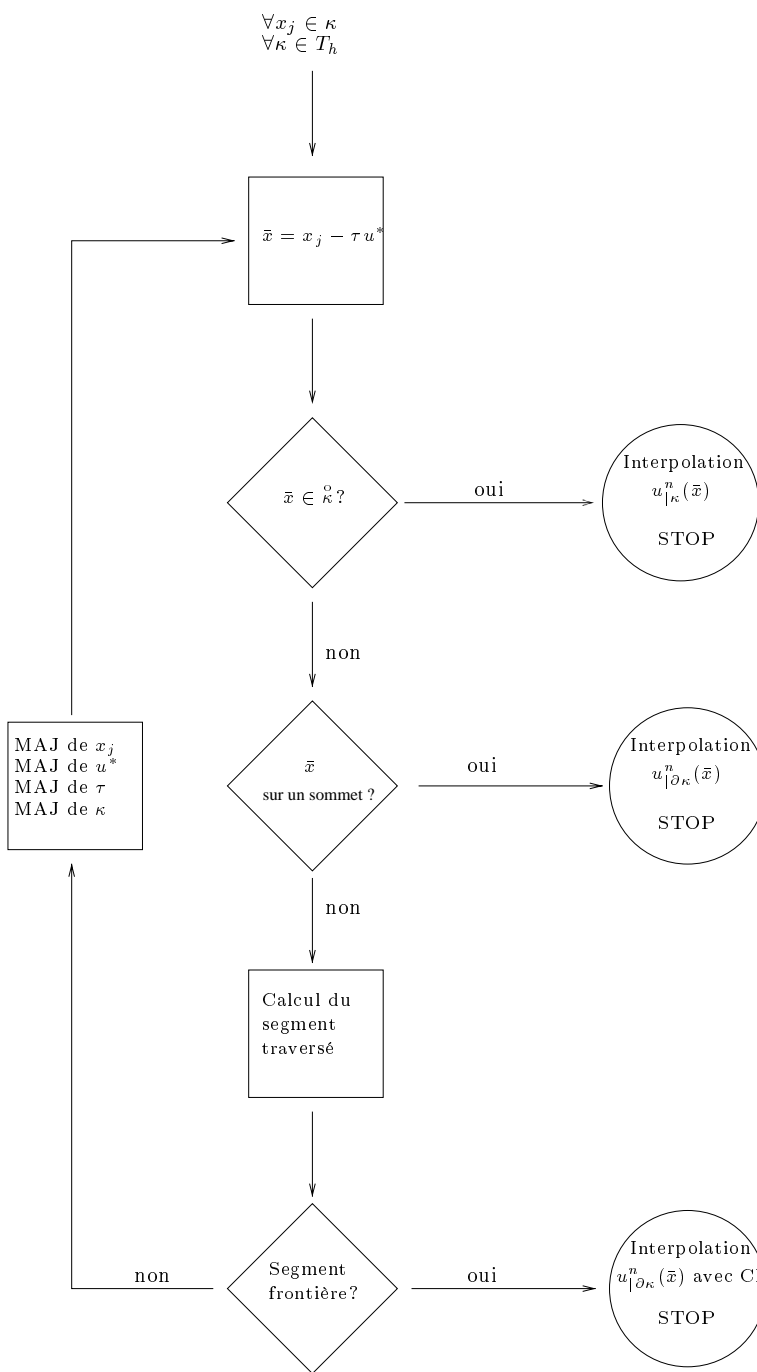 ∀x_j ∈ κ
∀κ ∈ T_h
x̄ = x_j − τ u*
x̄ ∈ κ̊ ?
oui
Interpolation
u^n_{|κ}(x̄)
STOP
non
x̄
sur un sommet ?
oui
Interpolation
u^n_{|∂κ}(x̄)
STOP
MAJ de x_j
MAJ de u*
MAJ de τ
MAJ de κ
non
Calcul du
segment
traversé
Segment
frontière?
non
oui
Interpolation
u^n_{|∂κ}(x̄) avec
STOP